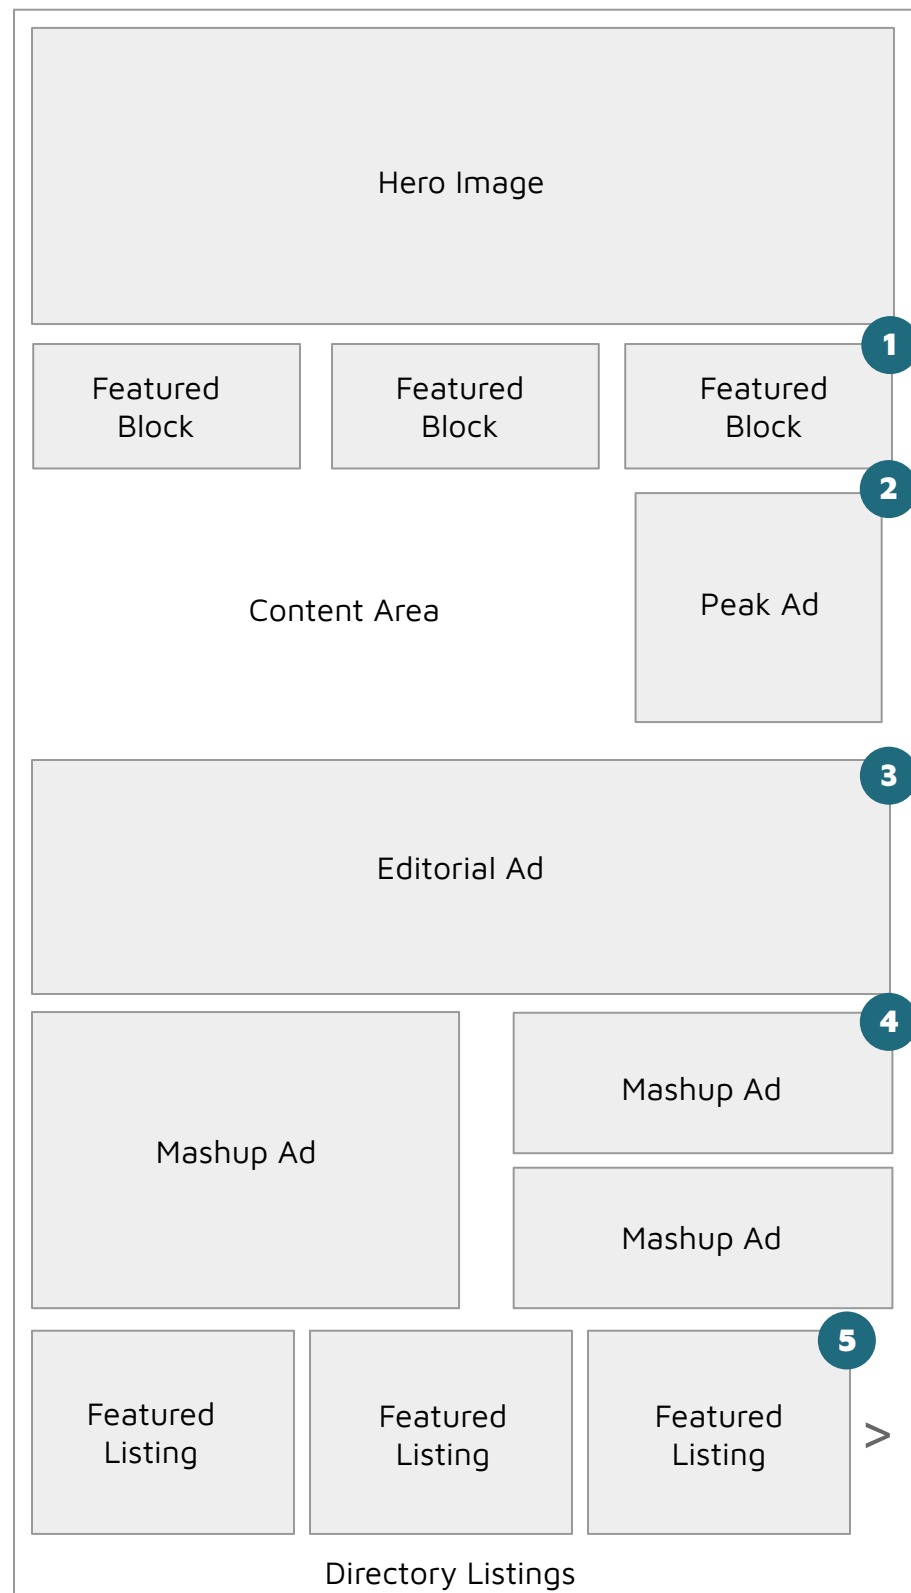 Hero Image
1
Featured
Block
Featured
Block
Featured
Block
2
Content Area
Peak Ad
3
Editorial Ad
4
Mashup Ad
Mashup Ad
Mashup Ad
5
Featured
Listing
Featured
Listing
Featured
Listing
>
Directory Listings